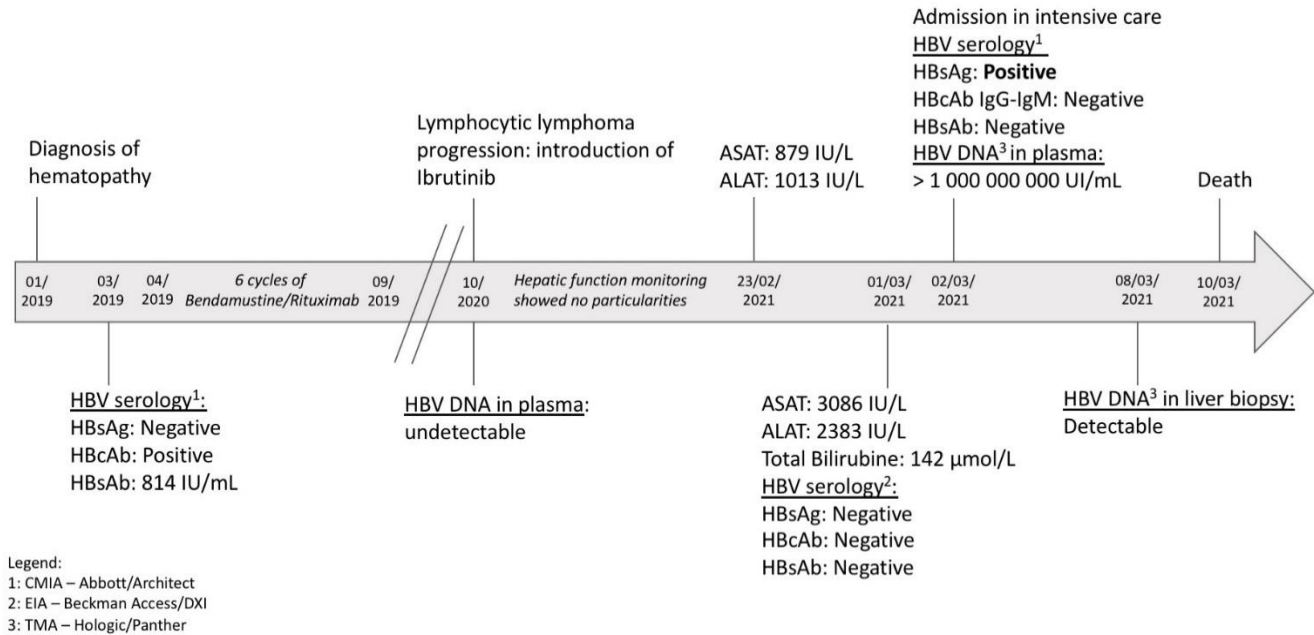 Diagnosis of
hematopathy
Lymphocytic lymphoma
progression: introduction of
Ibrutinib
ASAT: 879 IU/L
ALAT: 1013 IU/L
Admission in intensive care
HBV serology¹
HBsAg: Positive
HBcAb IgG-IgM: Negative
HBsAb: Negative
HBV DNA³ in plasma:
> 1 000 000 000 UI/mL
Death
01/
2019
03/
2019
04/
2019
6 cycles of
Bendamustine/Rituximab
09/
2019
10/
2020
Hepatic function monitoring
showed no particularities
23/02/
2021
01/03/
2021
02/03/
2021
08/03/
2021
10/03/
2021
HBV serology¹:
HBsAg: Negative
HBcAb: Positive
HBsAb: 814 IU/mL
HBV DNA in plasma:
undetectable
ASAT: 3086 IU/L
ALAT: 2383 IU/L
Total Bilirubine: 142 µmol/L
HBV serology²:
HBsAg: Negative
HBcAb: Negative
HBsAb: Negative
HBV DNA³ in liver biopsy:
Detectable
Legend:
1: CMIA – Abbott/Architect
2: EIA – Beckman Access/DXI
3: TMA – Hologic/Panther